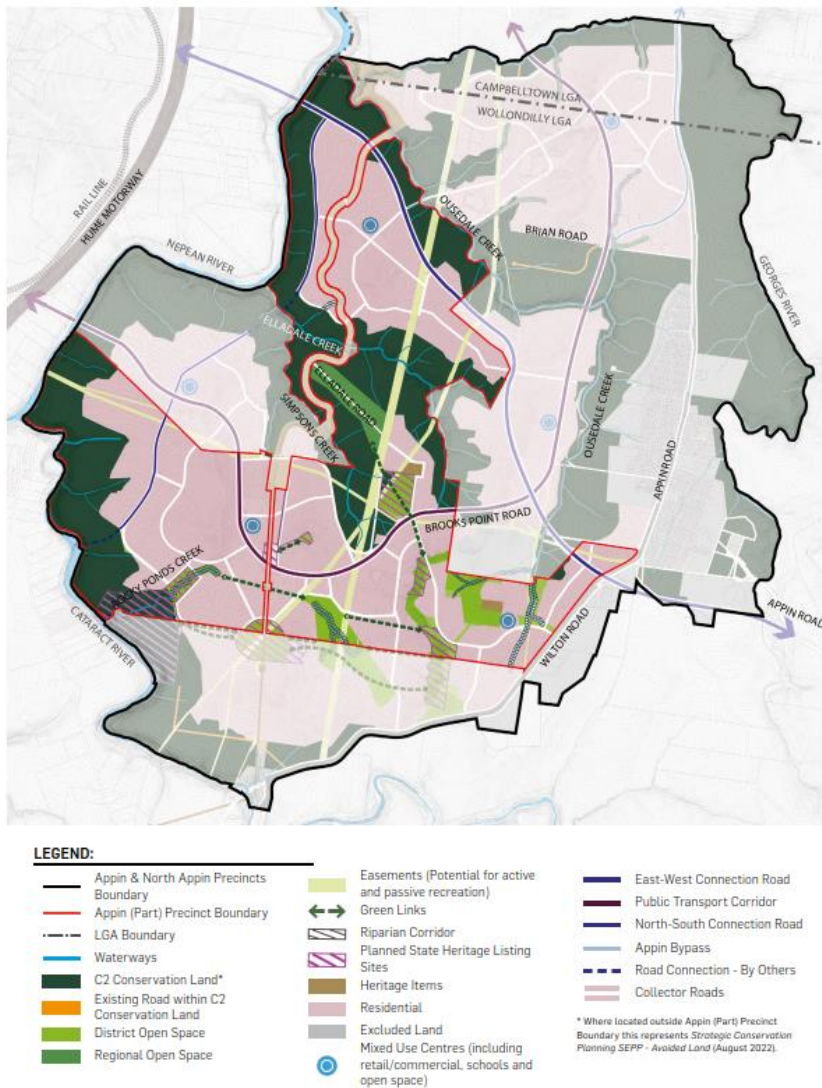 CAMPBELLTOWN LGA
WOLLONDILLY LGA
RAIL LINE
HUME MOTORWAY
OUSEDALE CREEK
BRIAN ROAD
NEPEAN RIVER
GEORGES RIVER
ELLADALE CREEK
ELLADALE ROAD
SIMPSONS CREEK
OUSEDALE CREEK
APPIN ROAD
BROOKS POINT ROAD
ROCKY PONDS CREEK
CATARACT RIVER
WILTON ROAD
APPIN ROAD
LEGEND:
Appin & North Appin Precincts
Boundary
Appin (Part) Precinct Boundary
LGA Boundary
Waterways
C2 Conservation Land*
Existing Road within C2
Conservation Land
District Open Space
Regional Open Space
Easements (Potential for active
and passive recreation)
Green Links
Riparian Corridor
Planned State Heritage Listing
Sites
Heritage Items
Residential
Excluded Land
Mixed Use Centres (including
retail/commercial, schools and
open space)
East-West Connection Road
Public Transport Corridor
North-South Connection Road
Appin Bypass
Road Connection - By Others
Collector Roads
* Where located outside Appin (Part) Precinct
Boundary this represents Strategic Conservation
Planning SEPP - Avoided Land (August 2022).